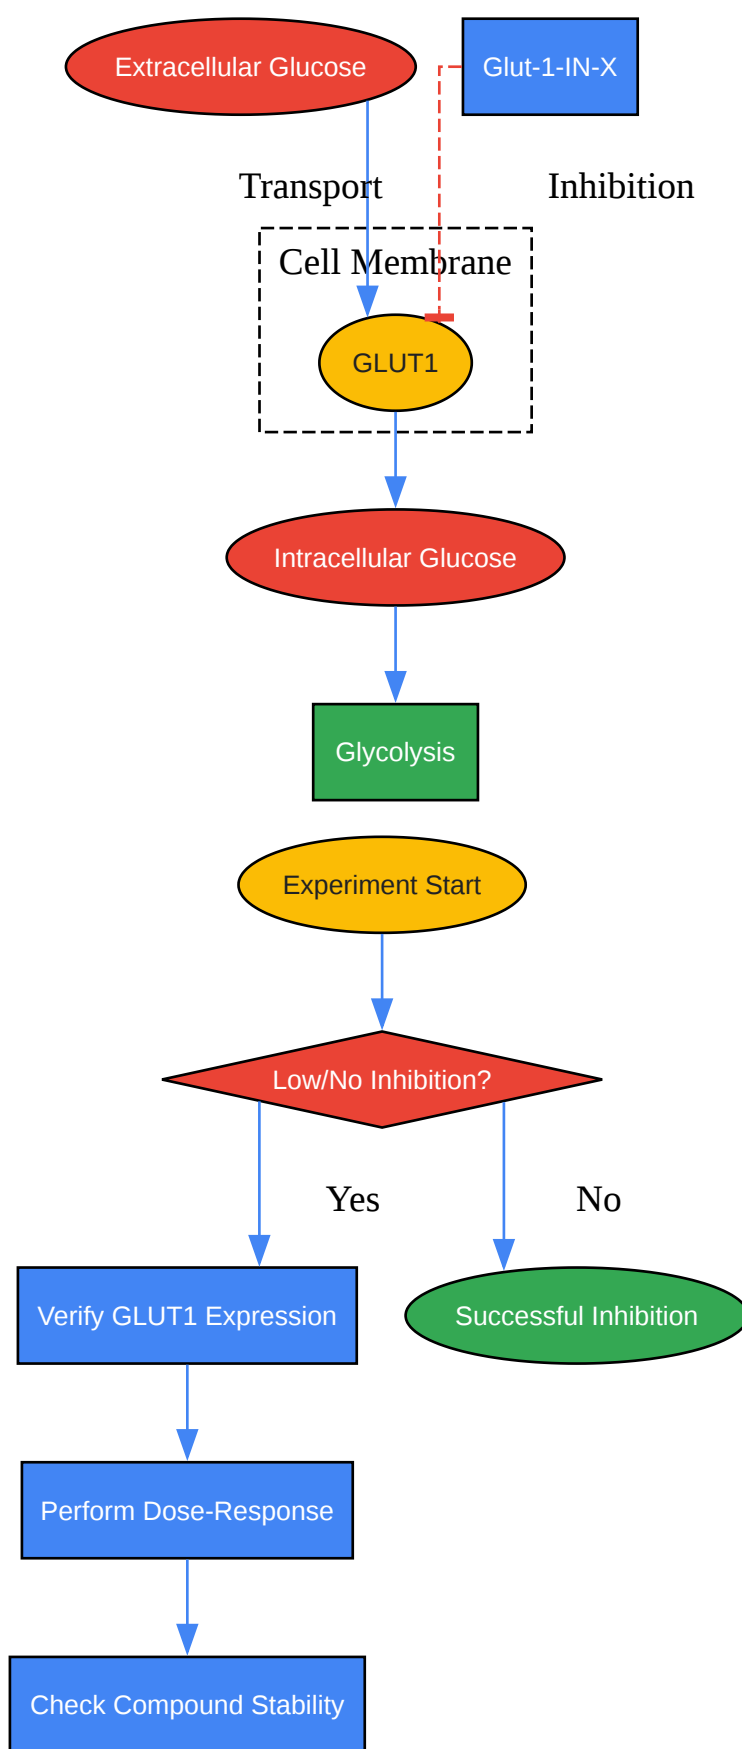 Extracellular Glucose
Glut-1-IN-X
Transport
Inhibition
Cell Membrane
GLUT1
Intracellular Glucose
Glycolysis
Experiment Start
Low/No Inhibition?
Yes
No
Verify GLUT1 Expression
Successful Inhibition
Perform Dose-Response
Check Compound Stability